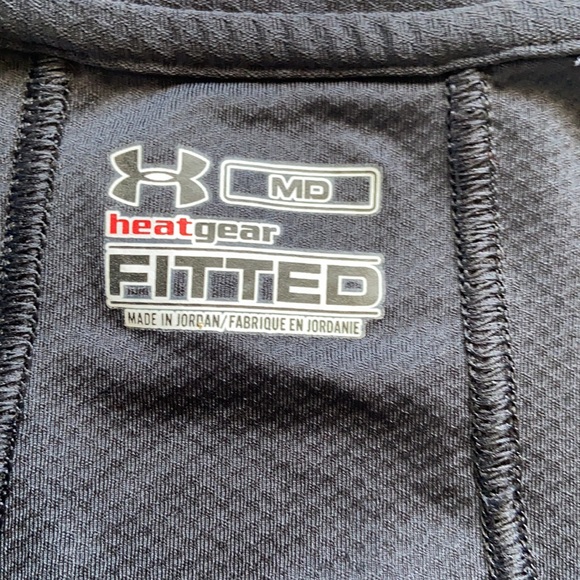 MD
heatgear
FITTED
MADE IN JORDAN/FABRIQUE EN JORDANIE